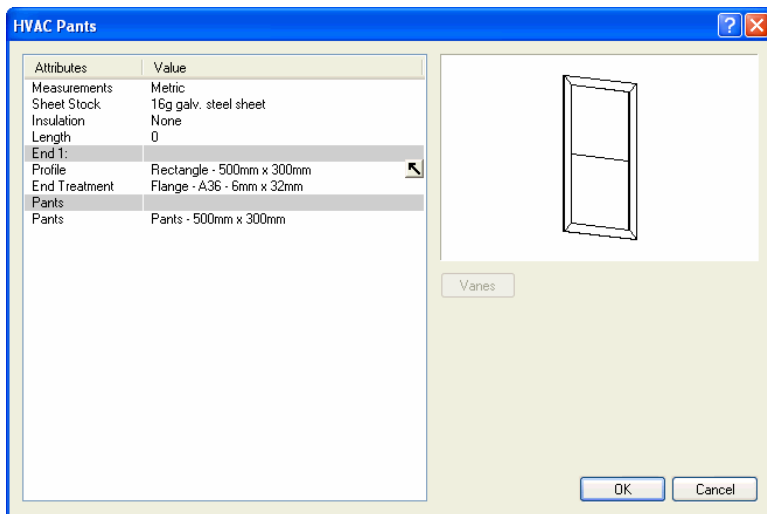 HVAC Pants
Attributes Value
Measurements Metric
Sheet Stock 16g galv. steel sheet
Insulation None
Length 0
End 1:
Profile Rectangle - 500mm x 300mm
End Treatment Flange - A36 - 6mm x 32mm
Pants
Pants Pants - 500mm x 300mm
Vanes
OK Cancel